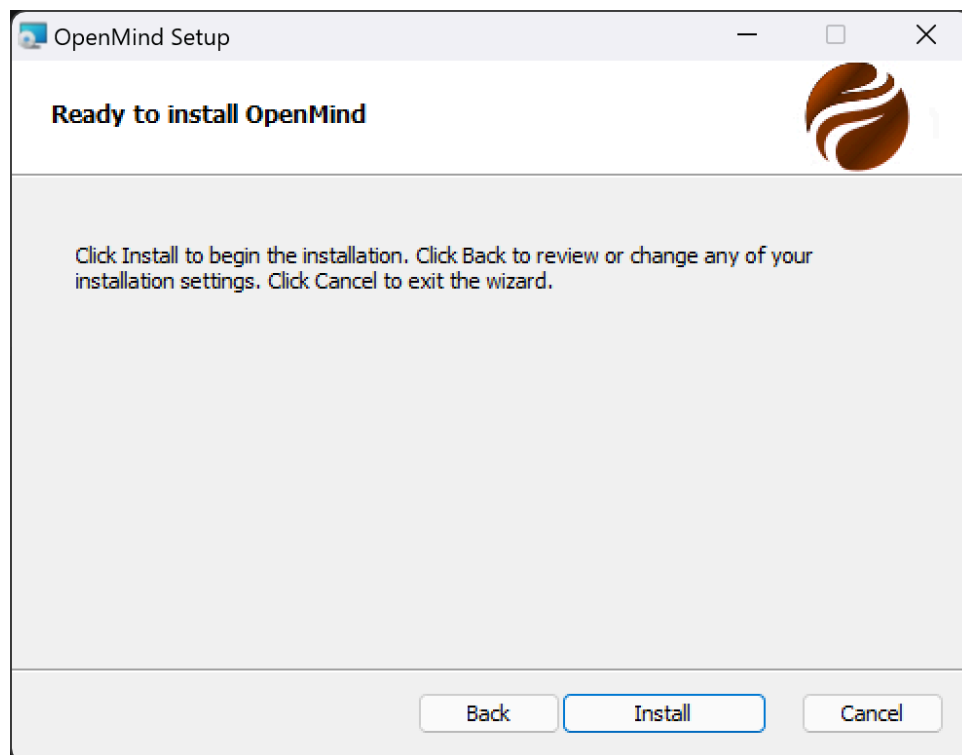 OpenMind Setup
Ready to install OpenMind
Click Install to begin the installation. Click Back to review or change any of your
installation settings. Click Cancel to exit the wizard.
Back
Install
Cancel